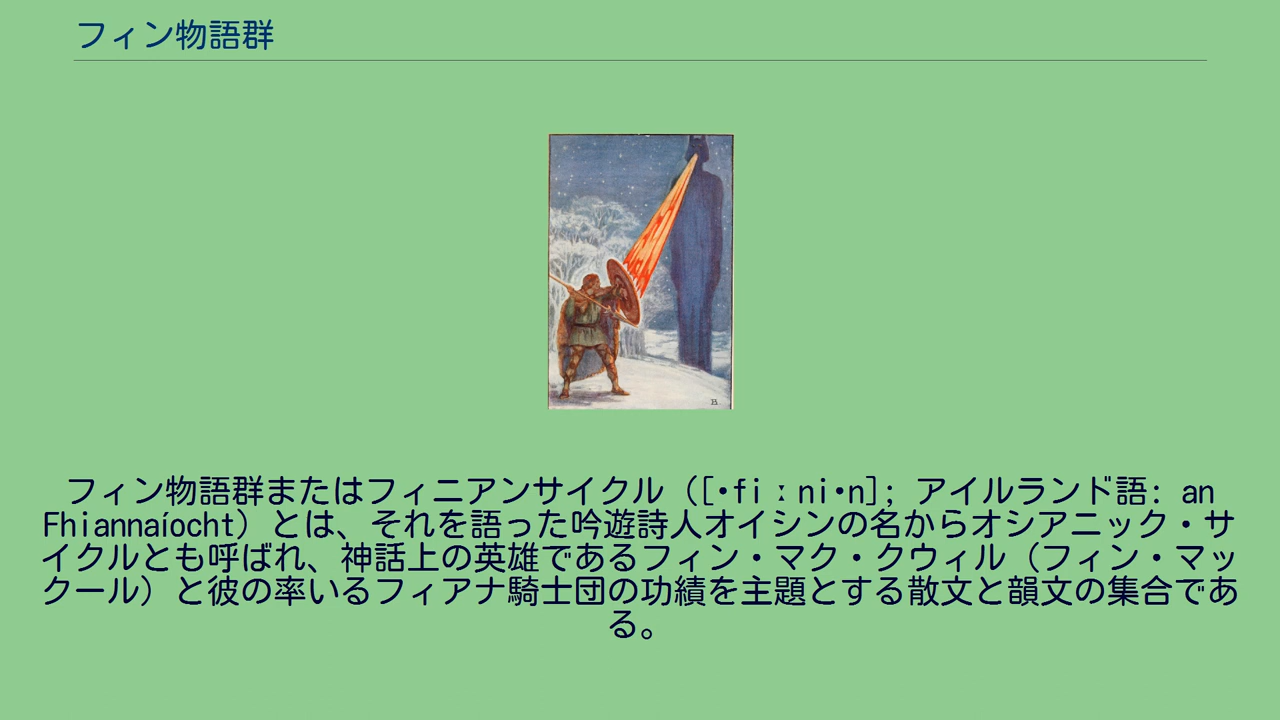 フィン物語群
フィン物語群またはフィニアンサイクル（[•fiːni•n]; アイルランド語: an
Fhiannaíocht）とは、それを語った吟遊詩人オイシンの名からオシアニック・サ
イクルとも呼ばれ、神話上の英雄であるフィン・マク・クウィル（フィン・マッ
クール）と彼の率いるフィアナ騎士団の功績を主題とする散文と韻文の集合であ
る。